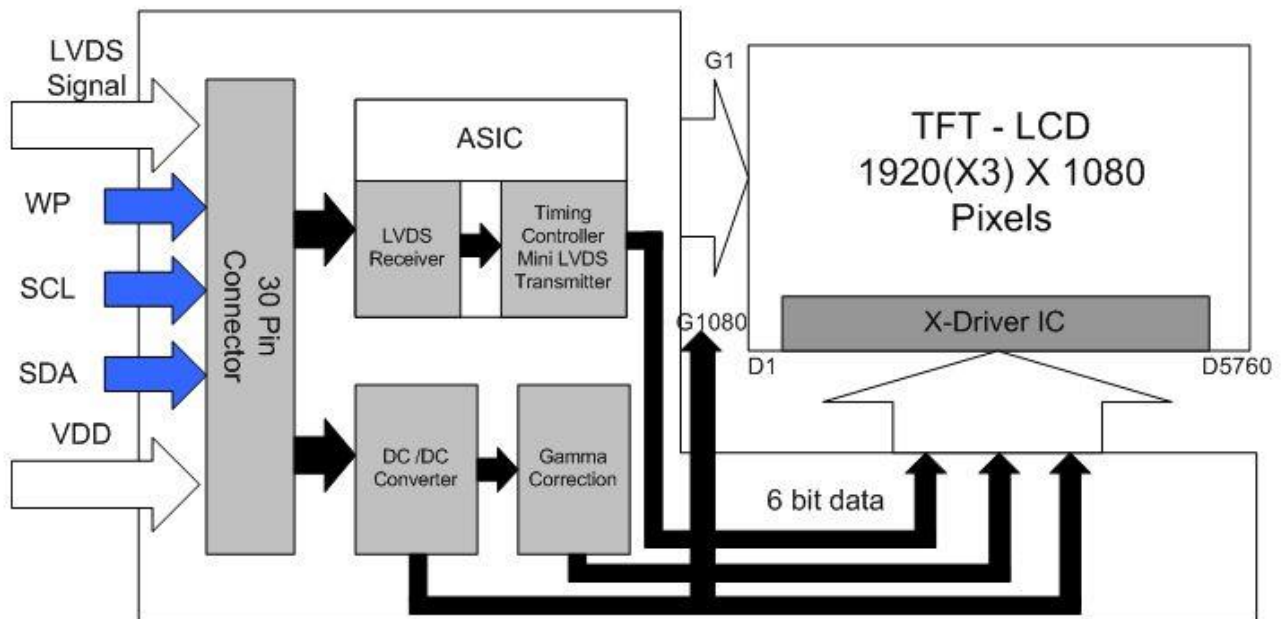 LVDS
Signal
WP
SCL
SDA
VDD
30 Pin
Connector
ASIC
LVDS
Receiver
Timing
Controller
Mini LVDS
Transmitter
DC /DC
Converter
Gamma
Correction
G1
G1080
TFT - LCD
1920(X3) X 1080
Pixels
X-Driver IC
D1
D5760
6 bit data